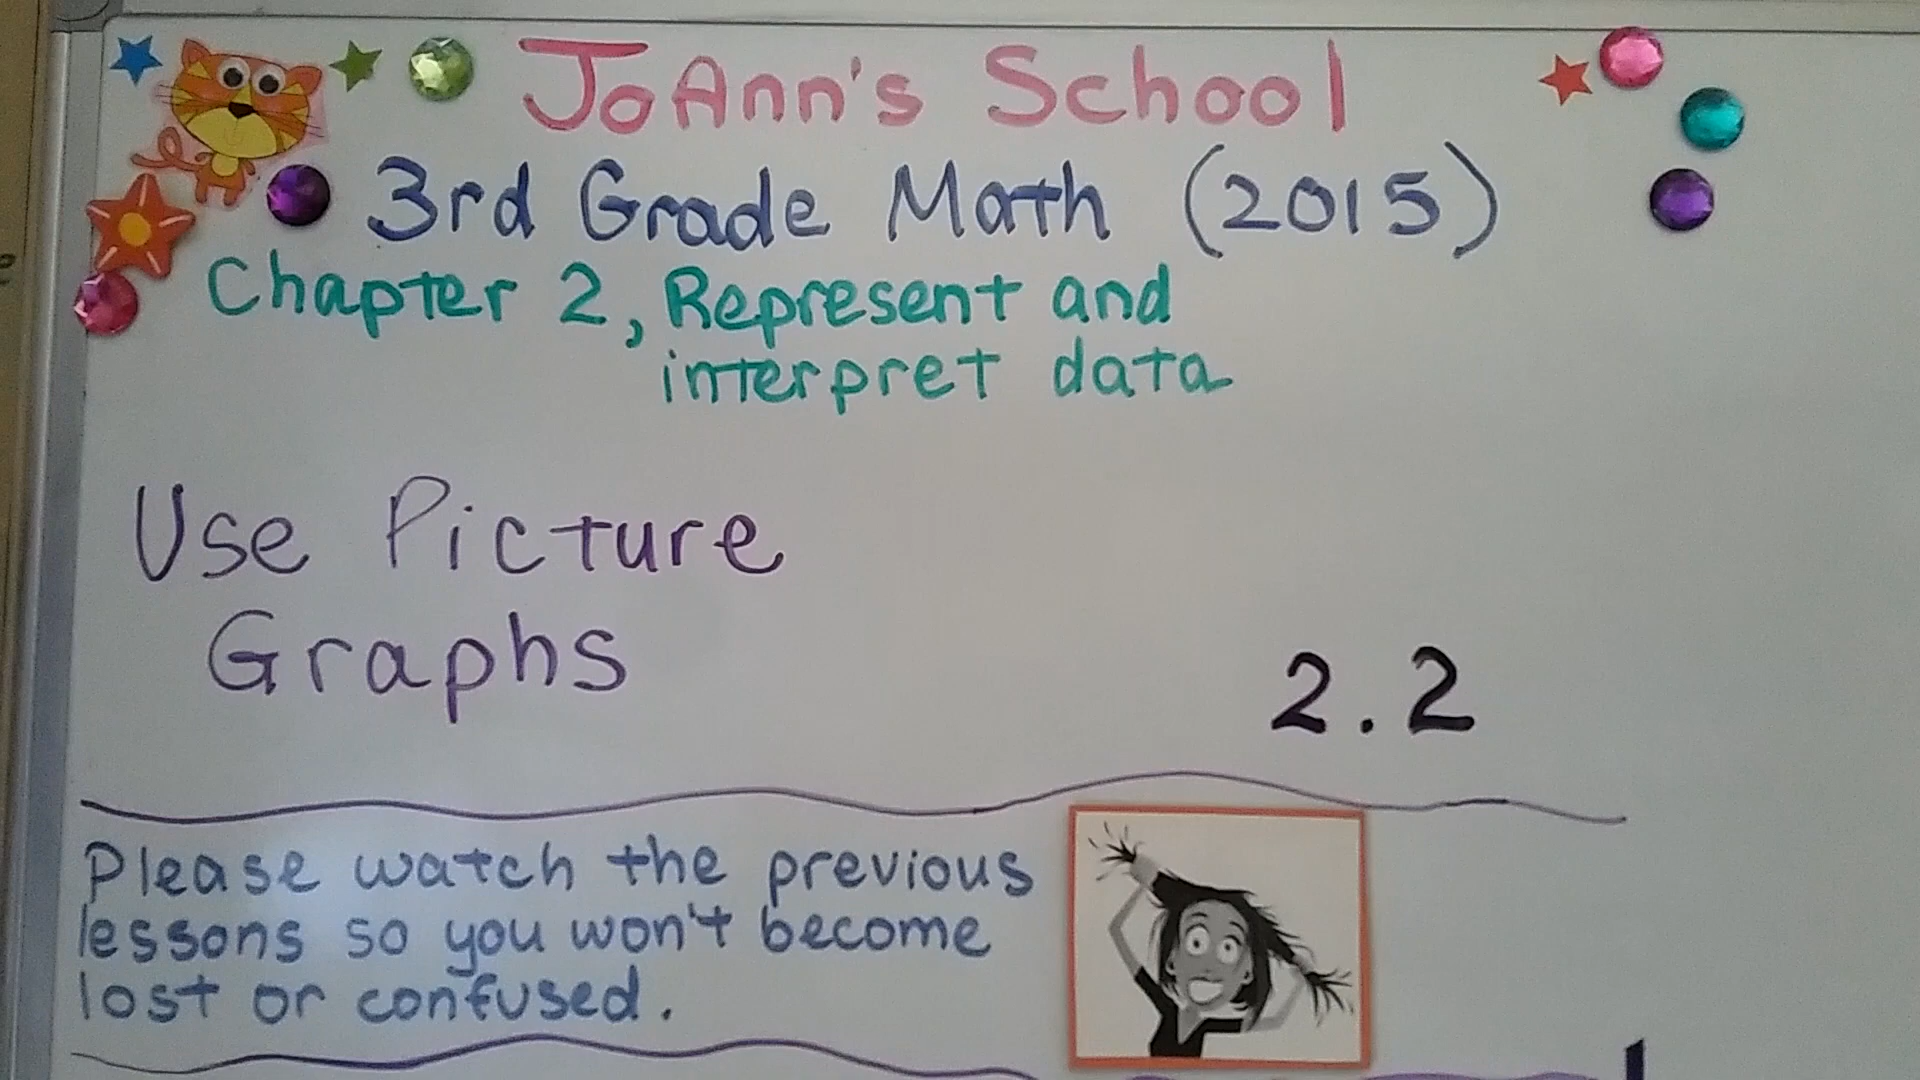 JoAnn's School
3rd Grade Math (2015)
Chapter 2, Represent and
interpret data
Use Picture
Graphs
2.2
Please watch the previous
lessons so you won't become
lost or confused.